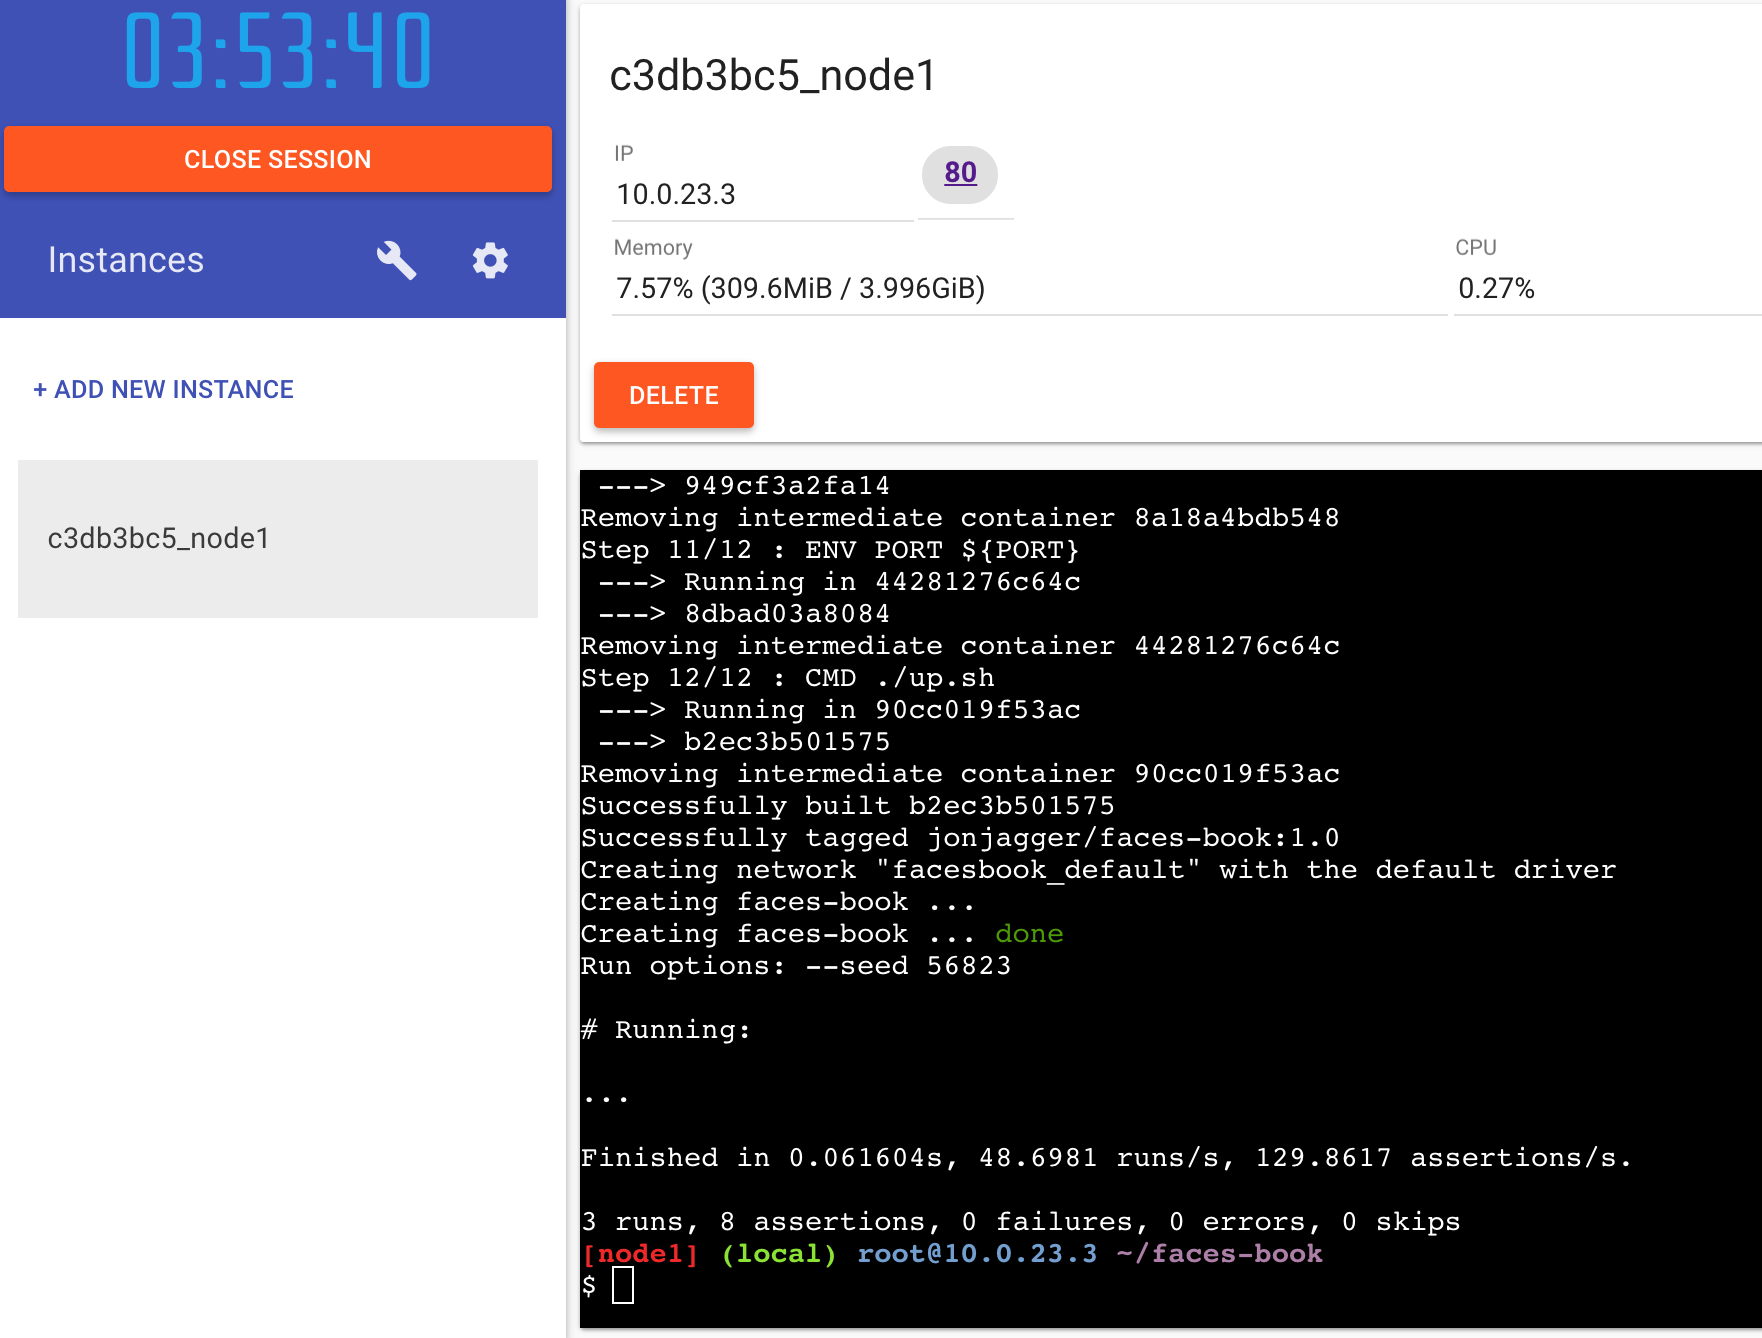 03:53:40
CLOSE SESSION
Instances
+ ADD NEW INSTANCE
c3db3bc5_node1
c3db3bc5_node1
IP
10.0.23.3
80
Memory
7.57% (309.6MiB / 3.996GiB)
CPU
0.27%
DELETE
---> 949cf3a2fa14
Removing intermediate container 8a18a4bdb548
Step 11/12 : ENV PORT ${PORT}
---> Running in 44281276c64c
---> 8dbad03a8084
Removing intermediate container 44281276c64c
Step 12/12 : CMD ./up.sh
---> Running in 90cc019f53ac
---> b2ec3b501575
Removing intermediate container 90cc019f53ac
Successfully built b2ec3b501575
Successfully tagged jonjagger/faces-book:1.0
Creating network "facesbook_default" with the default driver
Creating faces-book ...
Creating faces-book ... done
Run options: --seed 56823
# Running:
...
Finished in 0.061604s, 48.6981 runs/s, 129.8617 assertions/s.
3 runs, 8 assertions, 0 failures, 0 errors, 0 skips
[node1] (local) root@10.0.23.3 ~/faces-book
$